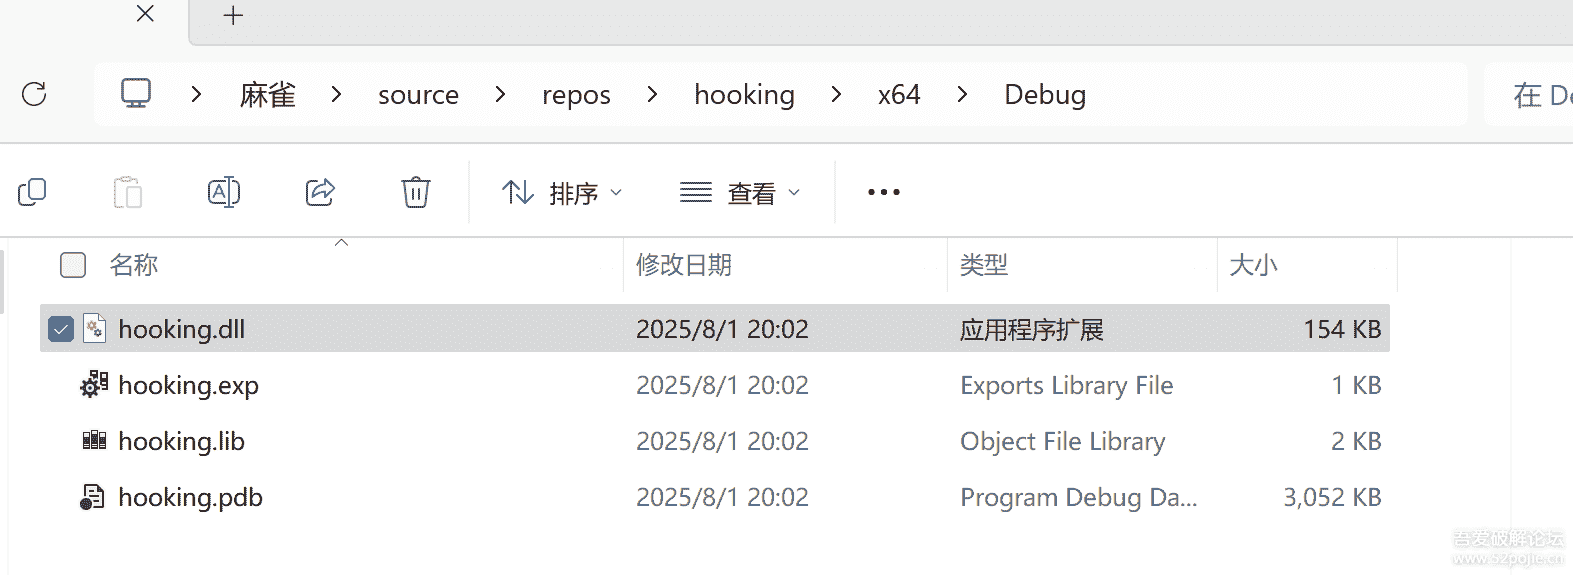 麻雀 > source > repos > hooking > x64 > Debug
在 De
排序 查看
名称 修改日期 类型 大小
hooking.dll 2025/8/1 20:02 应用程序扩展 154 KB
hooking.exp 2025/8/1 20:02 Exports Library File 1 KB
hooking.lib 2025/8/1 20:02 Object File Library 2 KB
hooking.pdb 2025/8/1 20:02 Program Debug Da... 3,052 KB
吾爱破解论坛
www.52pojie.cn